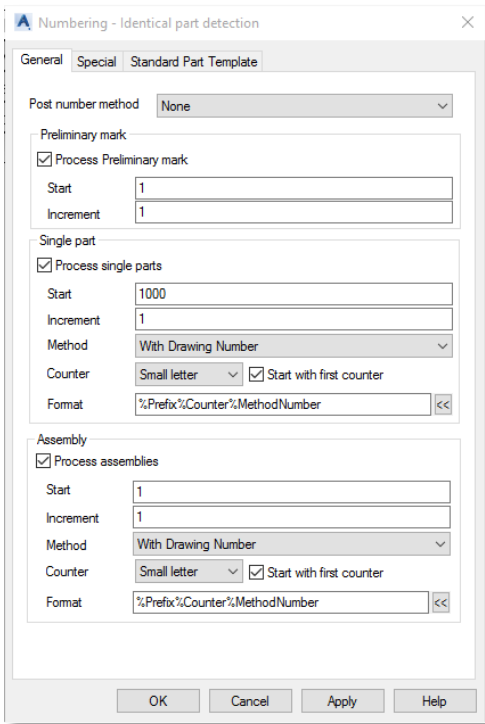 Numbering - Identical part detection
General Special Standard Part Template
Post number method None
Preliminary mark
Process Preliminary mark
Start 1
Increment 1
Single part
Process single parts
Start 1000
Increment 1
Method With Drawing Number
Counter Small letter Start with first counter
Format %Prefix%Counter%MethodNumber <<
Assembly
Process assemblies
Start 1
Increment 1
Method With Drawing Number
Counter Small letter Start with first counter
Format %Prefix%Counter%MethodNumber <<
OK Cancel Apply Help